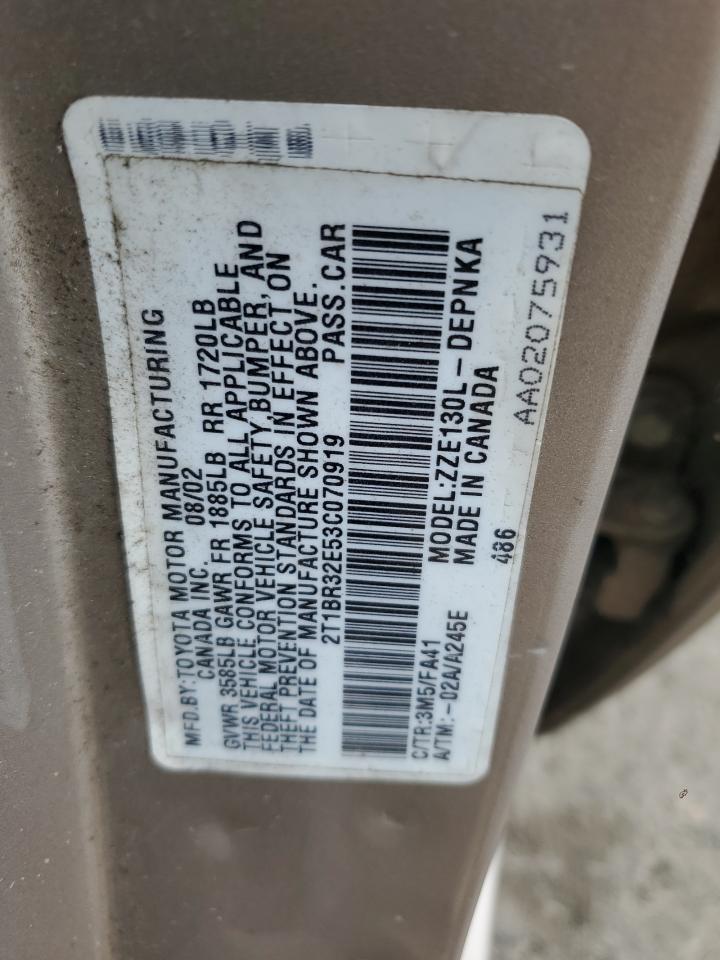 MFD.BY:TOYOTA MOTOR MANUFACTURING
CANADA INC. 08/02
GVWR 3585LB GAWR FR 1885LB RR 1720LB
THIS VEHICLE CONFORMS TO ALL APPLICABLE
FEDERAL MOTOR VEHICLE SAFETY,BUMPER, AND
THEFT PREVENTION STANDARDS IN EFFECT ON
THE DATE OF MANUFACTURE SHOWN ABOVE.
2T1BR32E53C070919 PASS.CAR
C/TR:3M5/FA41 MODEL:ZZE130L-DEPNKA
A/TM:-02A/A245E MADE IN CANADA
486
AA02075931